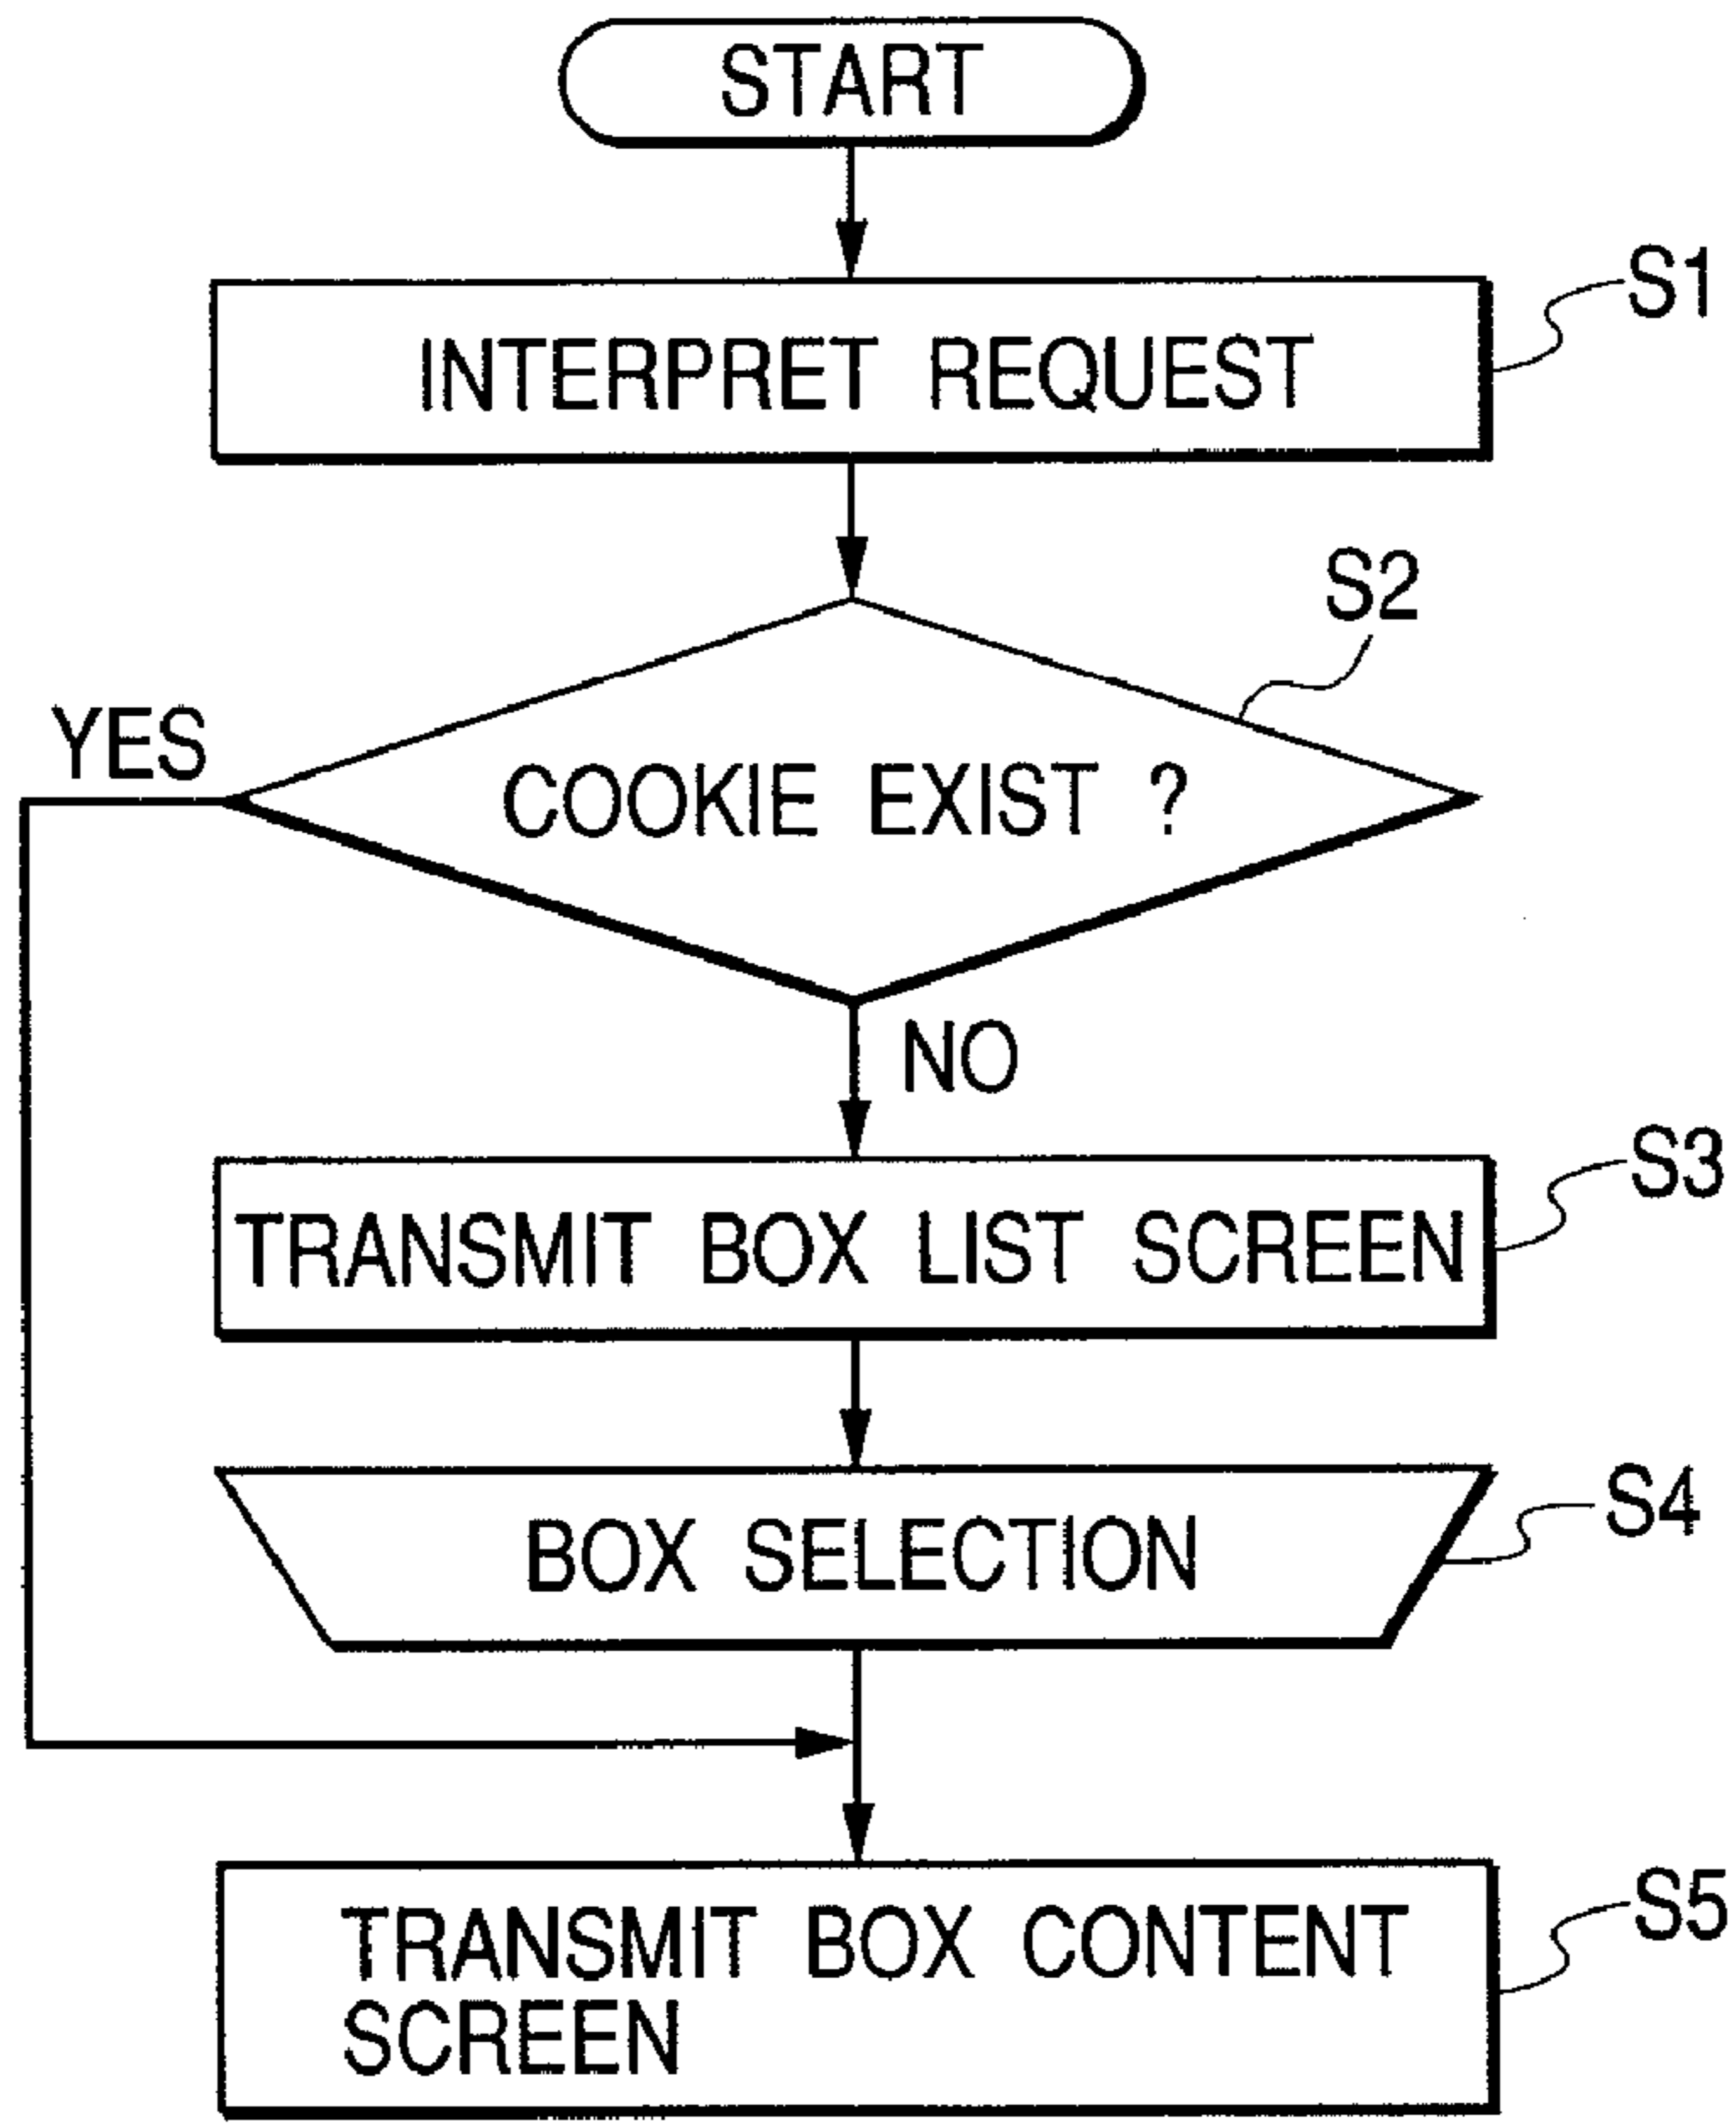 START
S1
INTERPRET REQUEST
S2
YES
COOKIE EXIST ?
NO
S3
TRANSMIT BOX LIST SCREEN
S4
BOX SELECTION
S5
TRANSMIT BOX CONTENT
SCREEN